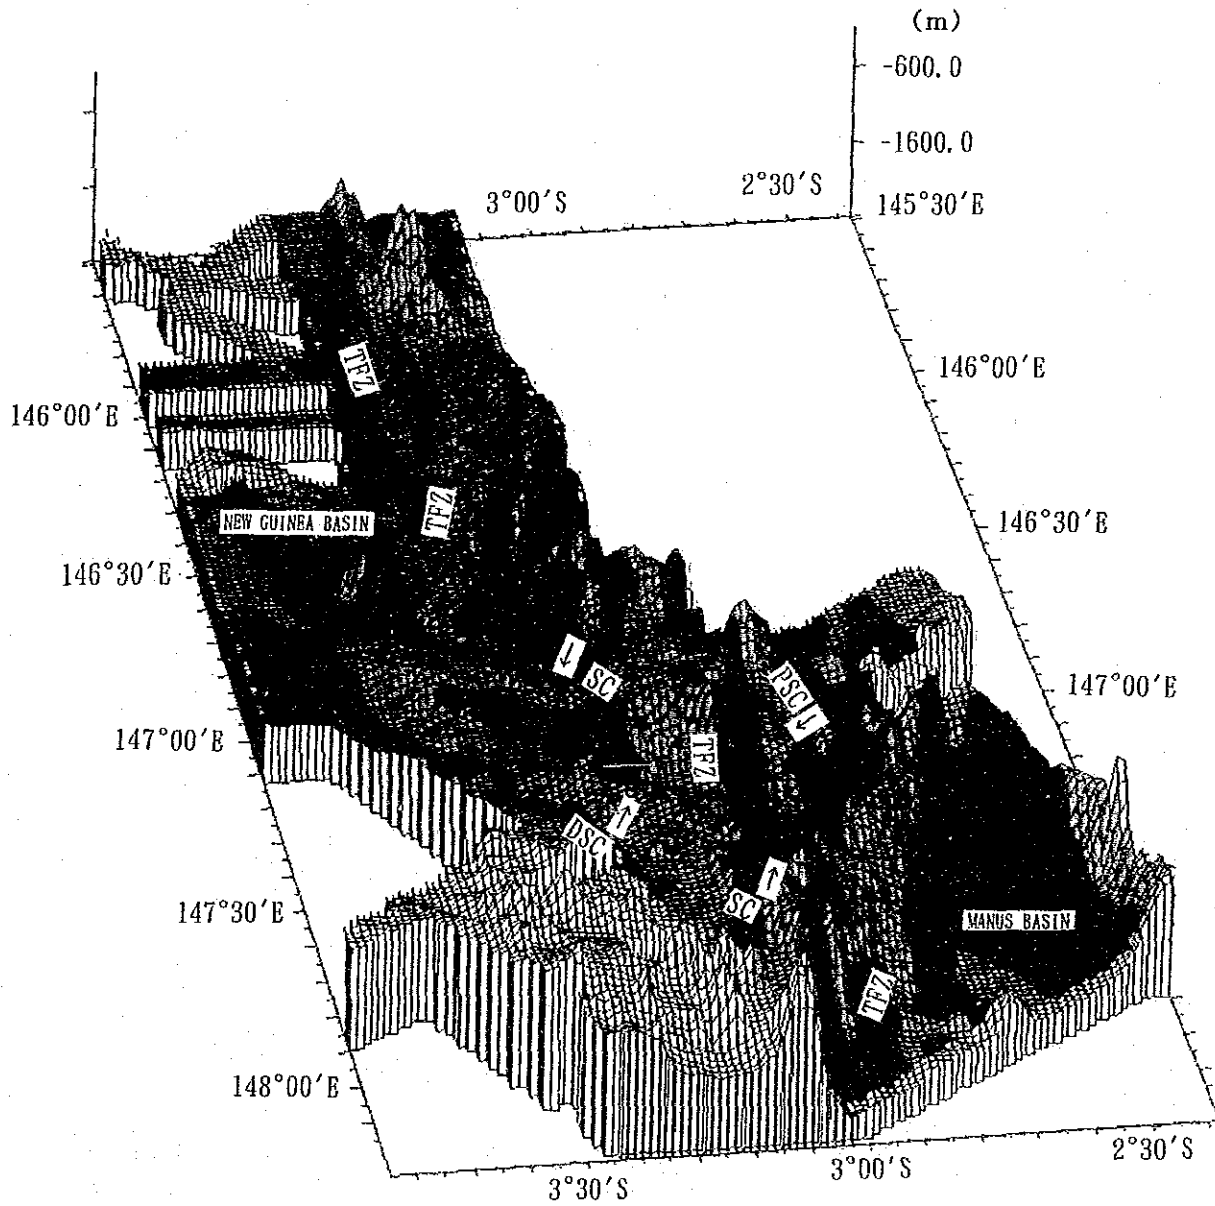 (m)
-600.0
-1600.0
3°00'S
2°30'S
145°30'E
TFZ
146°00'E
146°00'E
TFZ
NEW GUINEA BASIN
146°30'E
146°30'E
↓
SC
PSC↓
147°00'E
147°00'E
TFZ
↑
DSC
↑
SC
147°30'E
MANUS BASIN
TFZ
148°00'E
3°30'S
3°00'S
2°30'S